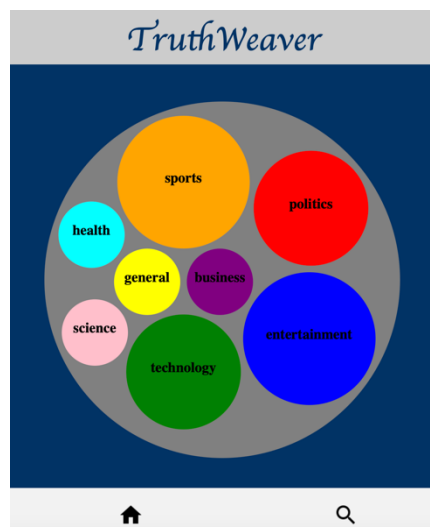 TruthWeaver
sports
politics
health
general
business
science
entertainment
technology